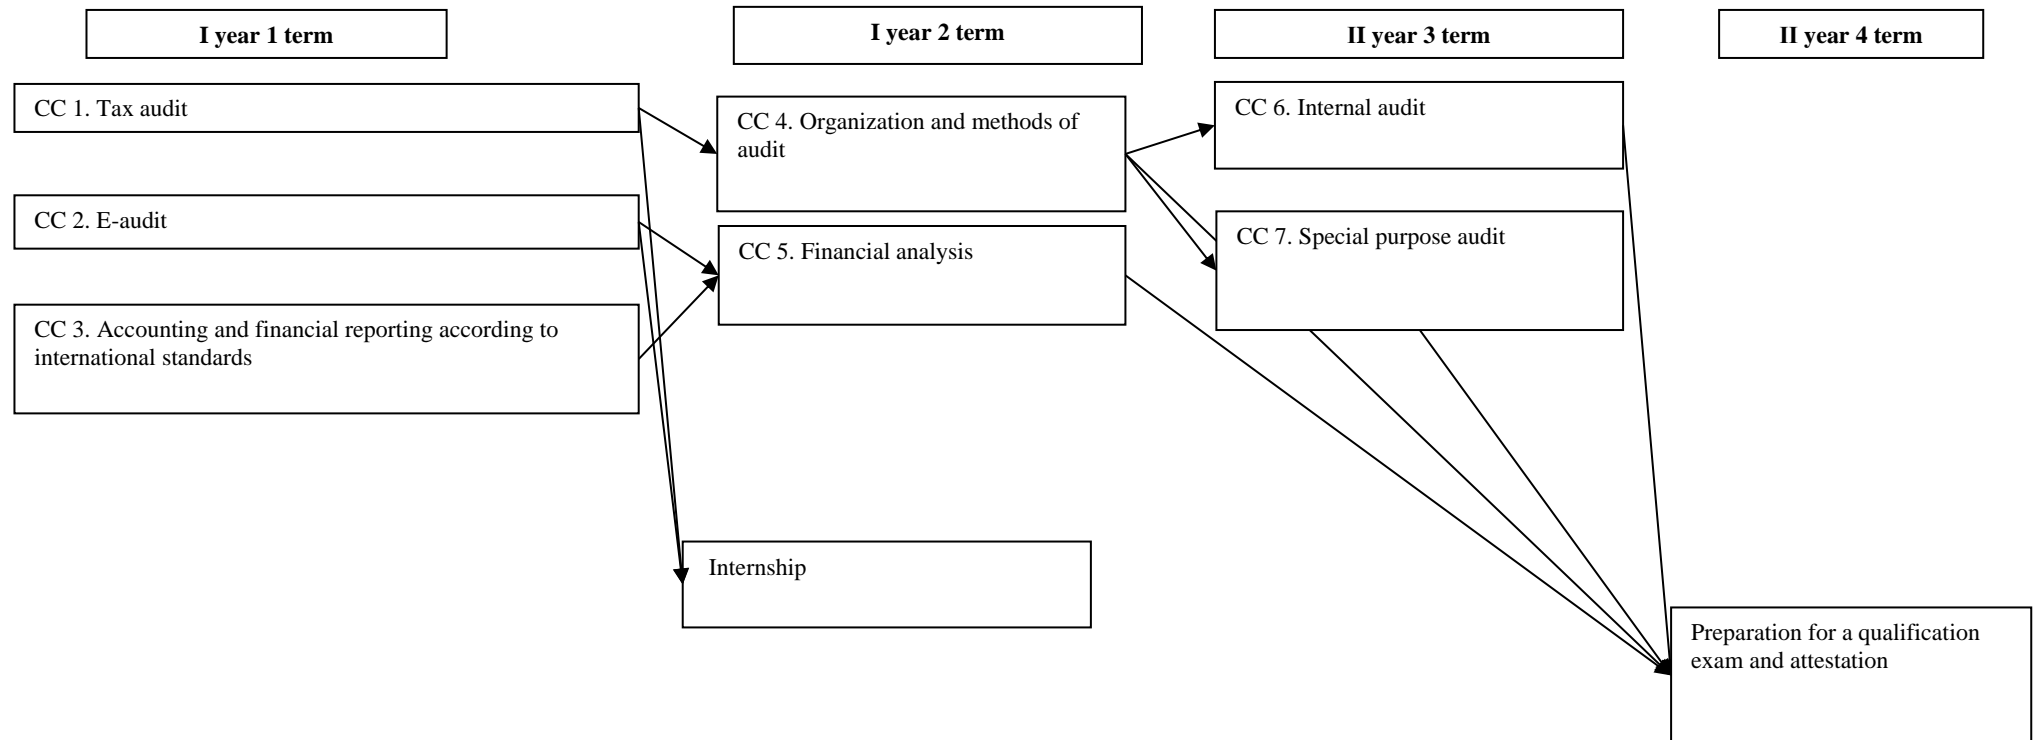 I year 1 term
I year 2 term
II year 3 term
II year 4 term
CC 1. Tax audit
CC 2. E-audit
CC 3. Accounting and financial reporting according to
international standards
CC 4. Organization and methods of
audit
CC 5. Financial analysis
Internship
CC 6. Internal audit
CC 7. Special purpose audit
Preparation for a qualification
exam and attestation